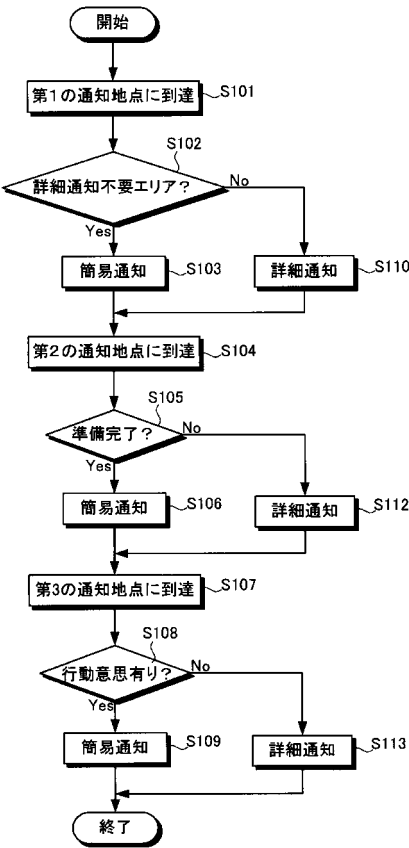 開始
第1の通知地点に到達 S101
S102
詳細通知不要エリア?
No
Yes
簡易通知 S103
詳細通知 S110
第2の通知地点に到達 S104
S105
準備完了?
No
Yes
簡易通知 S106
詳細通知 S112
第3の通知地点に到達 S107
S108
行動意思有り?
No
Yes
簡易通知 S109
詳細通知 S113
終了